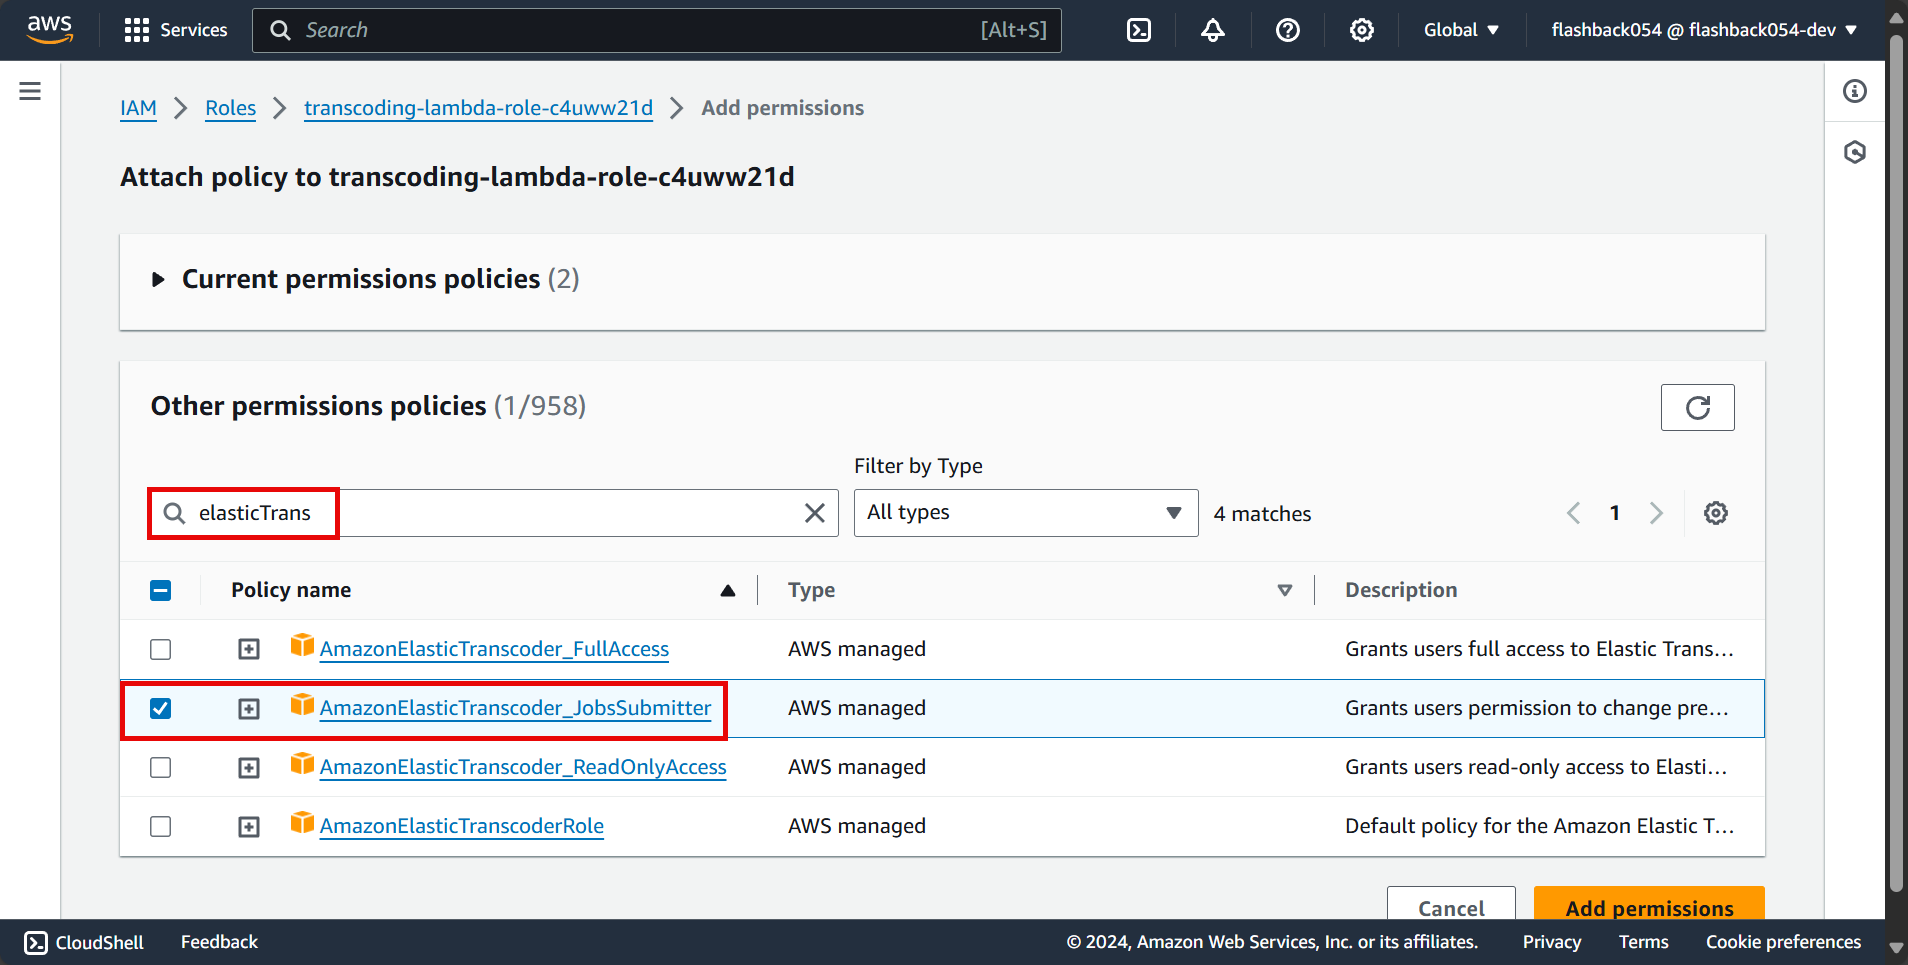 aws Services Search [Alt+S] Global flashback054 @ flashback054-dev
IAM Roles transcoding-lambda-role-c4uww21d Add permissions
Attach policy to transcoding-lambda-role-c4uww21d
Current permissions policies (2)
Other permissions policies (1/958)
Filter by Type
elasticTrans All types 4 matches 1
Policy name Type Description
AmazonElasticTranscoder_FullAccess AWS managed Grants users full access to Elastic Trans...
AmazonElasticTranscoder_JobsSubmitter AWS managed Grants users permission to change pre...
AmazonElasticTranscoder_ReadOnlyAccess AWS managed Grants users read-only access to Elasti...
AmazonElasticTranscoderRole AWS managed Default policy for the Amazon Elastic T...
Cancel Add permissions
CloudShell Feedback © 2024, Amazon Web Services, Inc. or its affiliates. Privacy Terms Cookie preferences